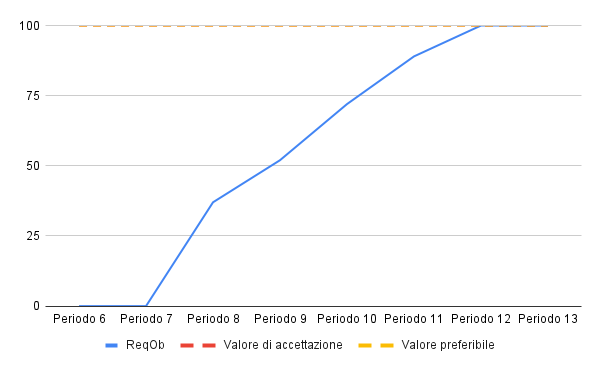 100
75
50
25
0
Periodo 6 Periodo 7 Periodo 8 Periodo 9 Periodo 10 Periodo 11 Periodo 12 Periodo 13
ReqOb Valore di accettazione Valore preferibile